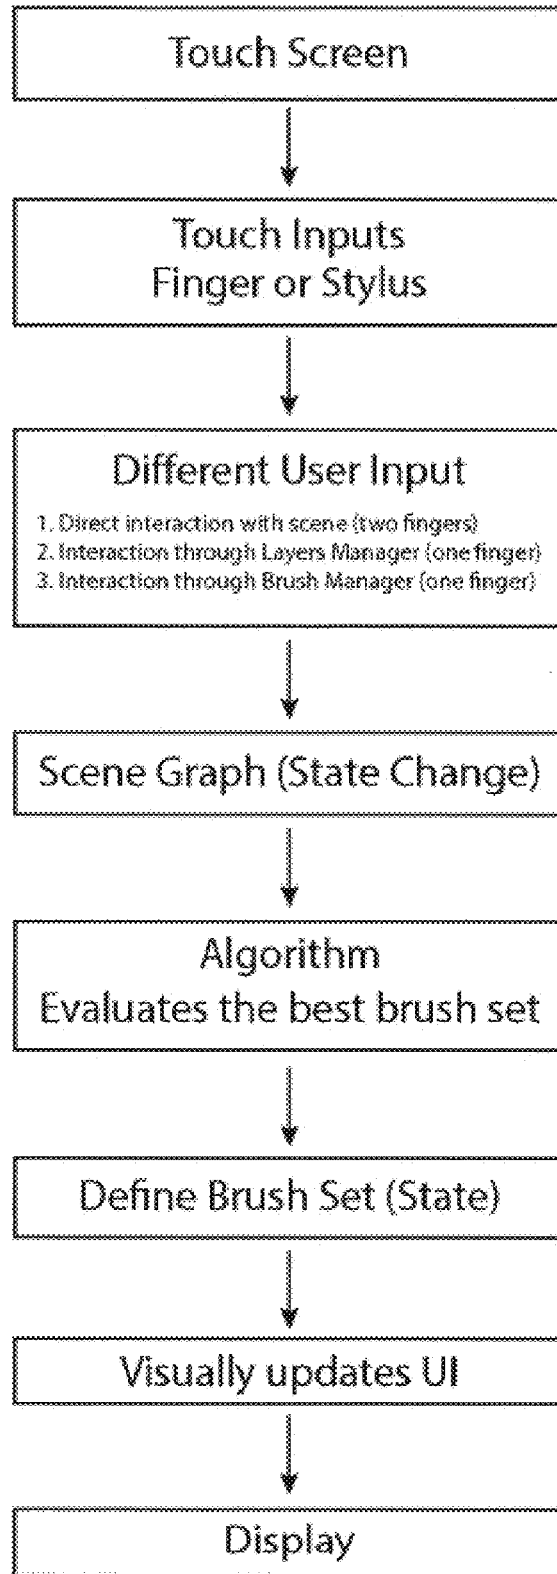 Touch Screen
Touch Inputs
Finger or Stylus
Different User Input
1. Direct interaction with scene (two fingers)
2. Interaction through Layers Manager (one finger)
3. Interaction through Brush Manager (one finger)
Scene Graph (State Change)
Algorithm
Evaluates the best brush set
Define Brush Set (State)
Visually updates UI
Display